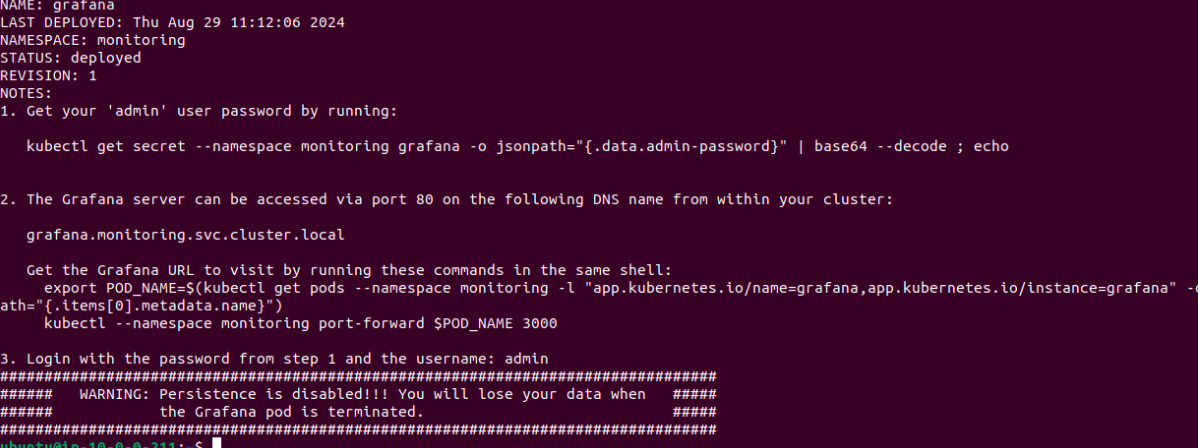 NAME: grafana
LAST DEPLOYED: Thu Aug 29 11:12:06 2024
NAMESPACE: monitoring
STATUS: deployed
REVISION: 1
NOTES:
1. Get your 'admin' user password by running:
kubectl get secret --namespace monitoring grafana -o jsonpath="{.data.admin-password}" | base64 --decode ; echo
2. The Grafana server can be accessed via port 80 on the following DNS name from within your cluster:
grafana.monitoring.svc.cluster.local
Get the Grafana URL to visit by running these commands in the same shell:
export POD_NAME=$(kubectl get pods --namespace monitoring -l "app.kubernetes.io/name=grafana,app.kubernetes.io/instance=grafana" -o
ath="{.items[0].metadata.name}")
kubectl --namespace monitoring port-forward $POD_NAME 3000
3. Login with the password from step 1 and the username: admin
#################################################################################
######   WARNING: Persistence is disabled!!! You will lose your data when   #####
######            the Grafana pod is terminated.                            #####
#################################################################################
ubuntu@ip-10-0-0-211:~$